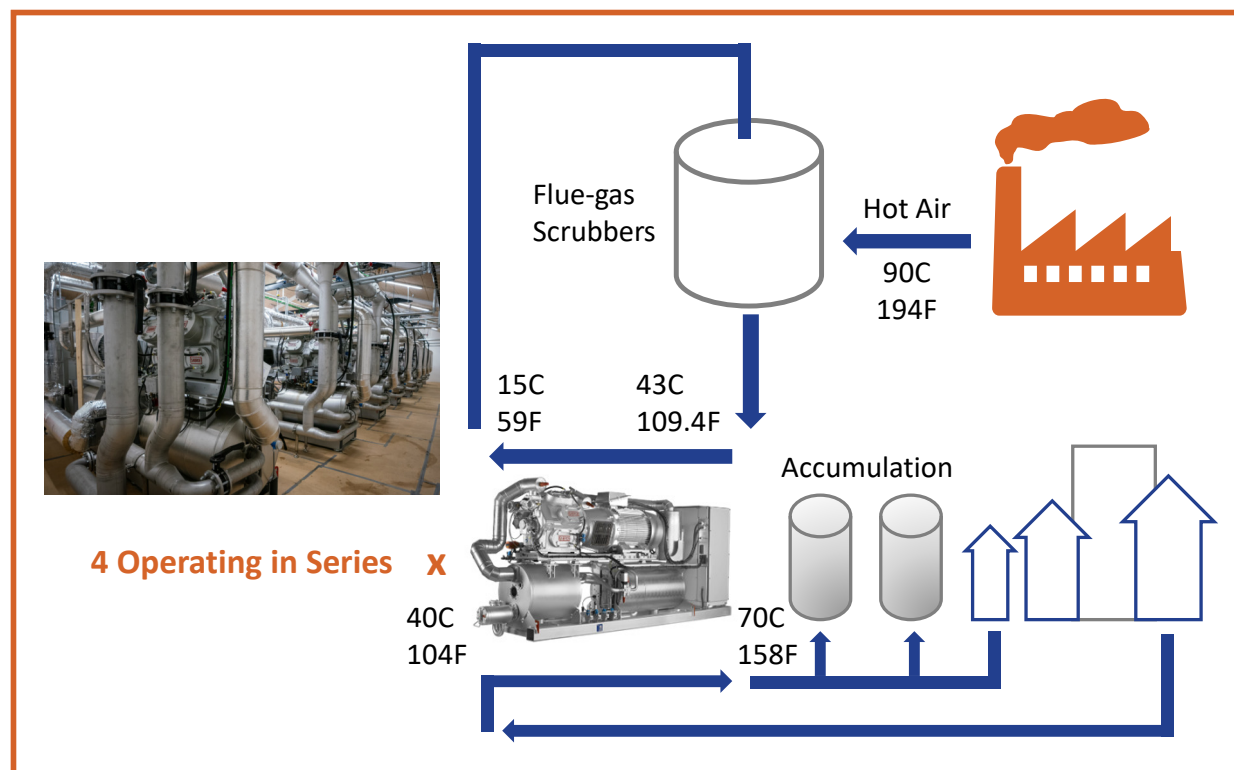 Flue-gas
Scrubbers
Hot Air
90C
194F
15C
59F
43C
109.4F
Accumulation
4 Operating in Series x
40C
104F
70C
158F